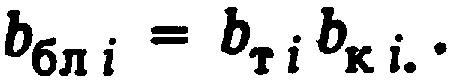 b_{бл i} = b_{т i} b_{к i.} .